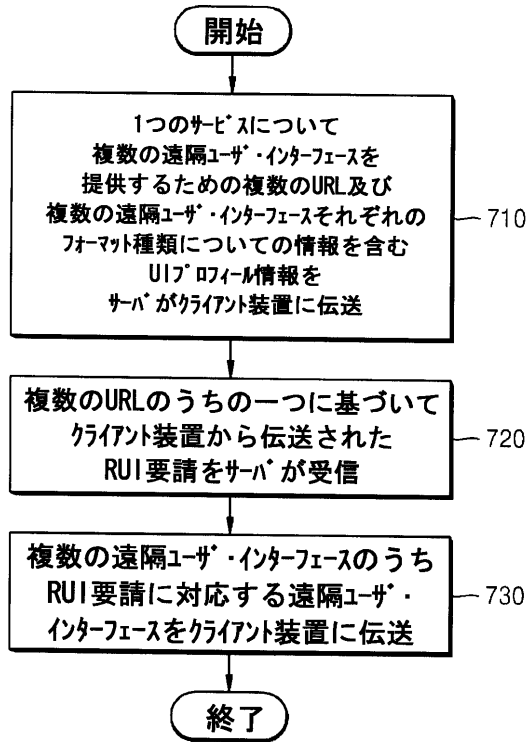 開始
1つのｻｰﾋﾞｽについて
複数の遠隔ﾕｰｻﾞ・ｲﾝﾀｰﾌｪｰｽを
提供するための複数のURL及び
複数の遠隔ﾕｰｻﾞ・ｲﾝﾀｰﾌｪｰｽそれぞれの
ﾌｫｰﾏｯﾄ種類についての情報を含む
UIﾌﾟﾛﾌｨｰﾙ情報を
ｻｰﾊﾞがｸﾗｲｱﾝﾄ装置に伝送
710
複数のURLのうちの一つに基づいて
ｸﾗｲｱﾝﾄ装置から伝送された
RUI要請をｻｰﾊﾞが受信
720
複数の遠隔ﾕｰｻﾞ・ｲﾝﾀｰﾌｪｰｽのうち
RUI要請に対応する遠隔ﾕｰｻﾞ・
ｲﾝﾀｰﾌｪｰｽをｸﾗｲｱﾝﾄ装置に伝送
730
終了